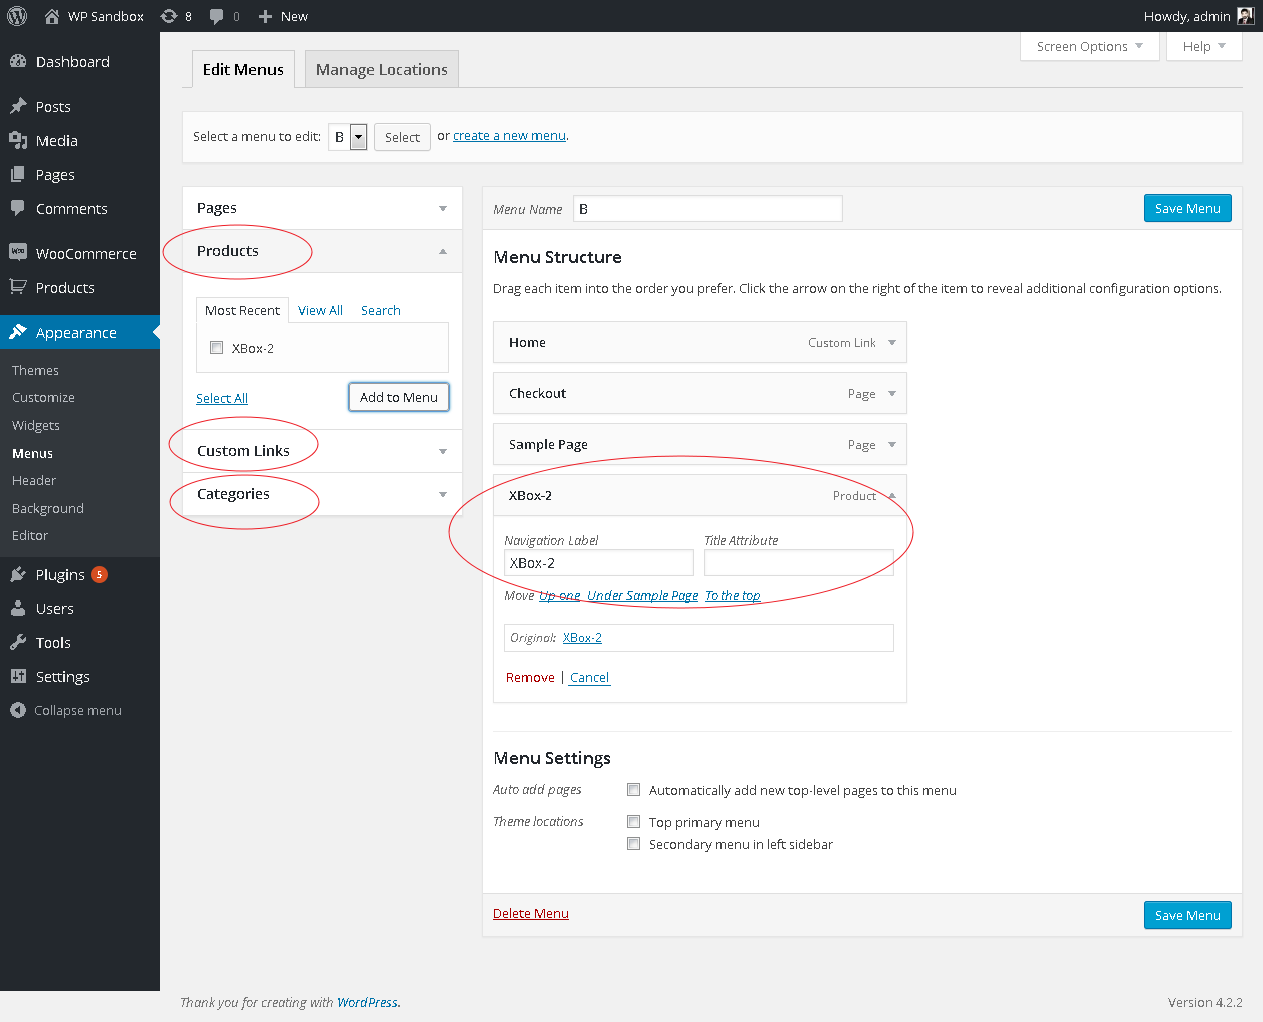 WP Sandbox 8 0 New Howdy, admin
Screen Options Help
Dashboard
Posts
Media
Pages
Comments
WooCommerce
Products
Appearance
Themes
Customize
Widgets
Menus
Header
Background
Editor
Plugins 5
Users
Tools
Settings
Collapse menu
Edit Menus Manage Locations
Select a menu to edit: B Select or create a new menu.
Pages
Products
Most Recent View All Search
XBox-2
Select All Add to Menu
Custom Links
Categories
Menu Name B Save Menu
Menu Structure
Drag each item into the order you prefer. Click the arrow on the right of the item to reveal additional configuration options.
Home Custom Link
Checkout Page
Sample Page Page
XBox-2 Product
Navigation Label Title Attribute
XBox-2
Move Up one Under Sample Page To the top
Original: XBox-2
Remove | Cancel
Menu Settings
Auto add pages Automatically add new top-level pages to this menu
Theme locations Top primary menu
Secondary menu in left sidebar
Delete Menu Save Menu
Thank you for creating with WordPress. Version 4.2.2